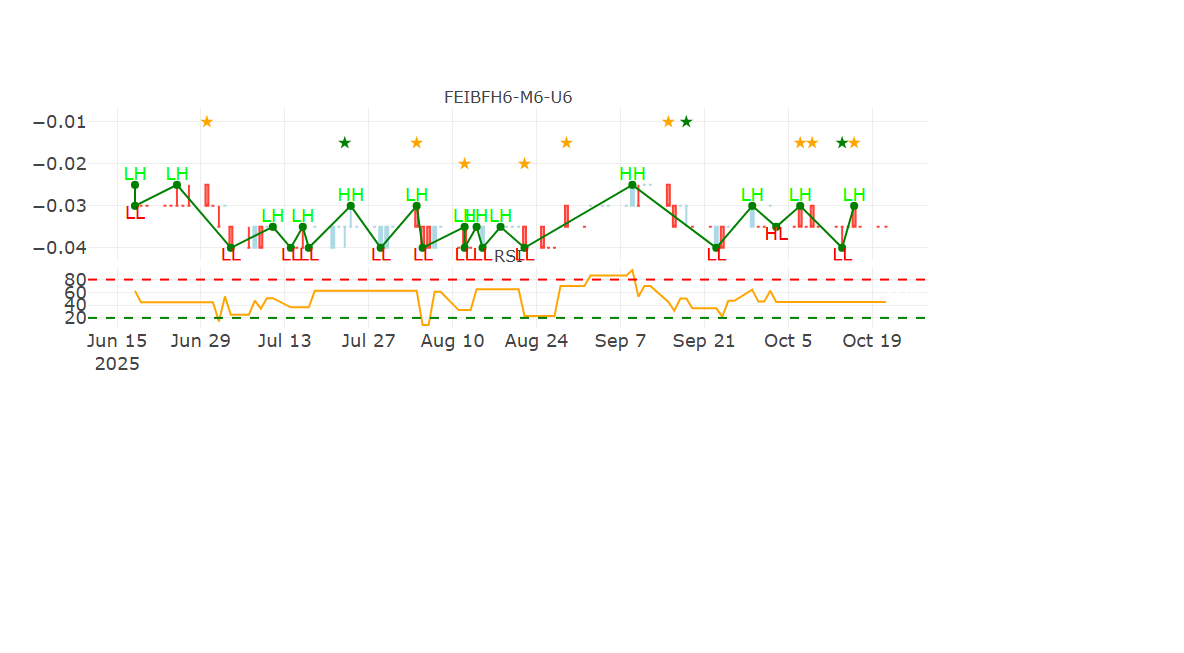 FEIBFH6-M6-U6
−0.01
−0.02
−0.03
−0.04
LH
LL
LH
LL
LH
LL
LH
LL
HH
LL
LH
LL
LH
LL
LH
LL
LH
LL
HH
LL
LH
HL
LH
LL
LH
RSI
80
60
40
20
Jun 15
2025
Jun 29
Jul 13
Jul 27
Aug 10
Aug 24
Sep 7
Sep 21
Oct 5
Oct 19